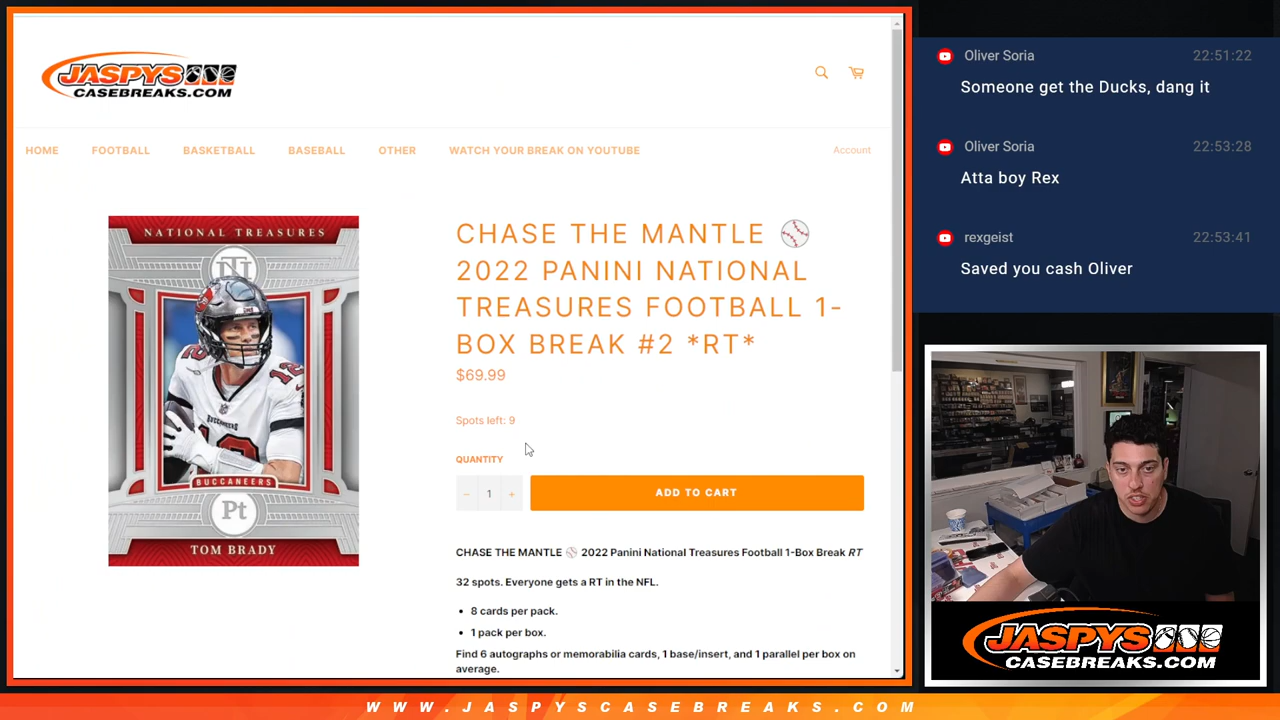 JASPYS
CASEBREAKS.COM
HOME
FOOTBALL
BASKETBALL
BASEBALL
OTHER
WATCH YOUR BREAK ON YOUTUBE
Account
NATIONAL TREASURES
NT
12
BUCCANEERS
Pt
TOM BRADY
CHASE THE MANTLE ⚾
2022 PANINI NATIONAL
TREASURES FOOTBALL 1-
BOX BREAK #2 *RT*
$69.99
Spots left: 9
QUANTITY
− 1 +
ADD TO CART
CHASE THE MANTLE ⚾ 2022 Panini National Treasures Football 1-Box Break RT
32 spots. Everyone gets a RT in the NFL.
• 8 cards per pack.
• 1 pack per box.
Find 6 autographs or memorabilia cards, 1 base/insert, and 1 parallel per box on
average.
Oliver Soria 22:51:22
Someone get the Ducks, dang it
Oliver Soria 22:53:28
Atta boy Rex
rexgeist 22:53:41
Saved you cash Oliver
JASPYS
CASEBREAKS.COM
WWW.JASPYSCASEBREAKS.COM